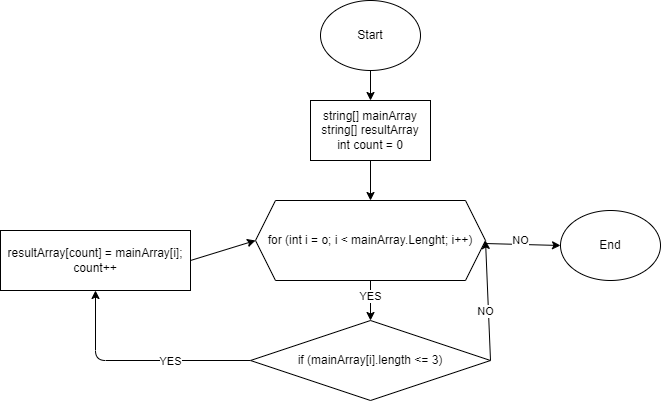 Start
string[] mainArray
string[] resultArray
int count = 0
for (int i = o; i < mainArray.Lenght; i++)
NO
End
resultArray[count] = mainArray[i];
count++
YES
NO
if (mainArray[i].length <= 3)
YES